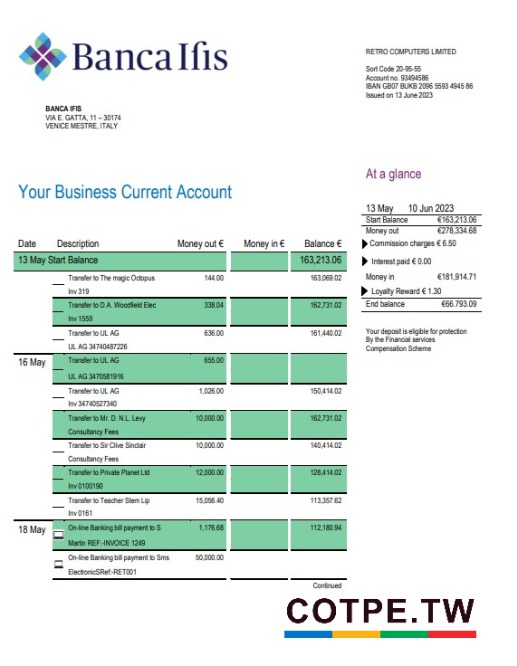 Banca Ifis
RETRO COMPUTERS LIMITED
Sort Code 20-95-55
Account no. 93494586
IBAN GB07 BUKB 2096 5593 4945 86
Issued on 13 June 2023
BANCA IFIS
VIA E. GATTA, 11 – 30174
VENICE MESTRE, ITALY
At a glance
Your Business Current Account
13 May 10 Jun 2023
Start Balance €163,213.06
Money out €278,334.68
Commission charges € 6.50
Interest paid € 0.00
Money in €181,914.71
Loyalty Reward € 1.30
End balance €66.793.09
Your deposit is eligible for protection
By the Financial services
Compensation Scheme
Date Description Money out € Money in € Balance €
13 May Start Balance 163,213.06
Transfer to The magic Octopus 144.00 163,069.02
Inv 319
Transfer to D.A. Woodfield Elec 338.04 162,731.02
Inv 1559
Transfer to UL AG 636.00 161,440.02
UL AG 34740487226
16 May Transfer to UL AG 655.00
UL AG 3470581916
Transfer to UL AG 1,026.00 150,414.02
Inv 34740527340
Transfer to Mr. D. N.L. Levy 10,000.00 162,731.02
Consultancy Fees
Transfer to Sir Clive Sinclair 10,000.00 140,414.02
Consultancy Fees
Transfer to Private Planet Ltd 12,000.00 128,414.02
Inv 0100190
Transfer to Teacher Stem Lip 15,056.40 113,357.62
Inv 0161
18 May On-line Banking bill payment to S 1,176.68 112,180.94
Martin REF:-INVOICE 1249
On-line Banking bill payment to Sms 50,000.00
ElectronicSRef:-RET001
Continued
COTPE.TW